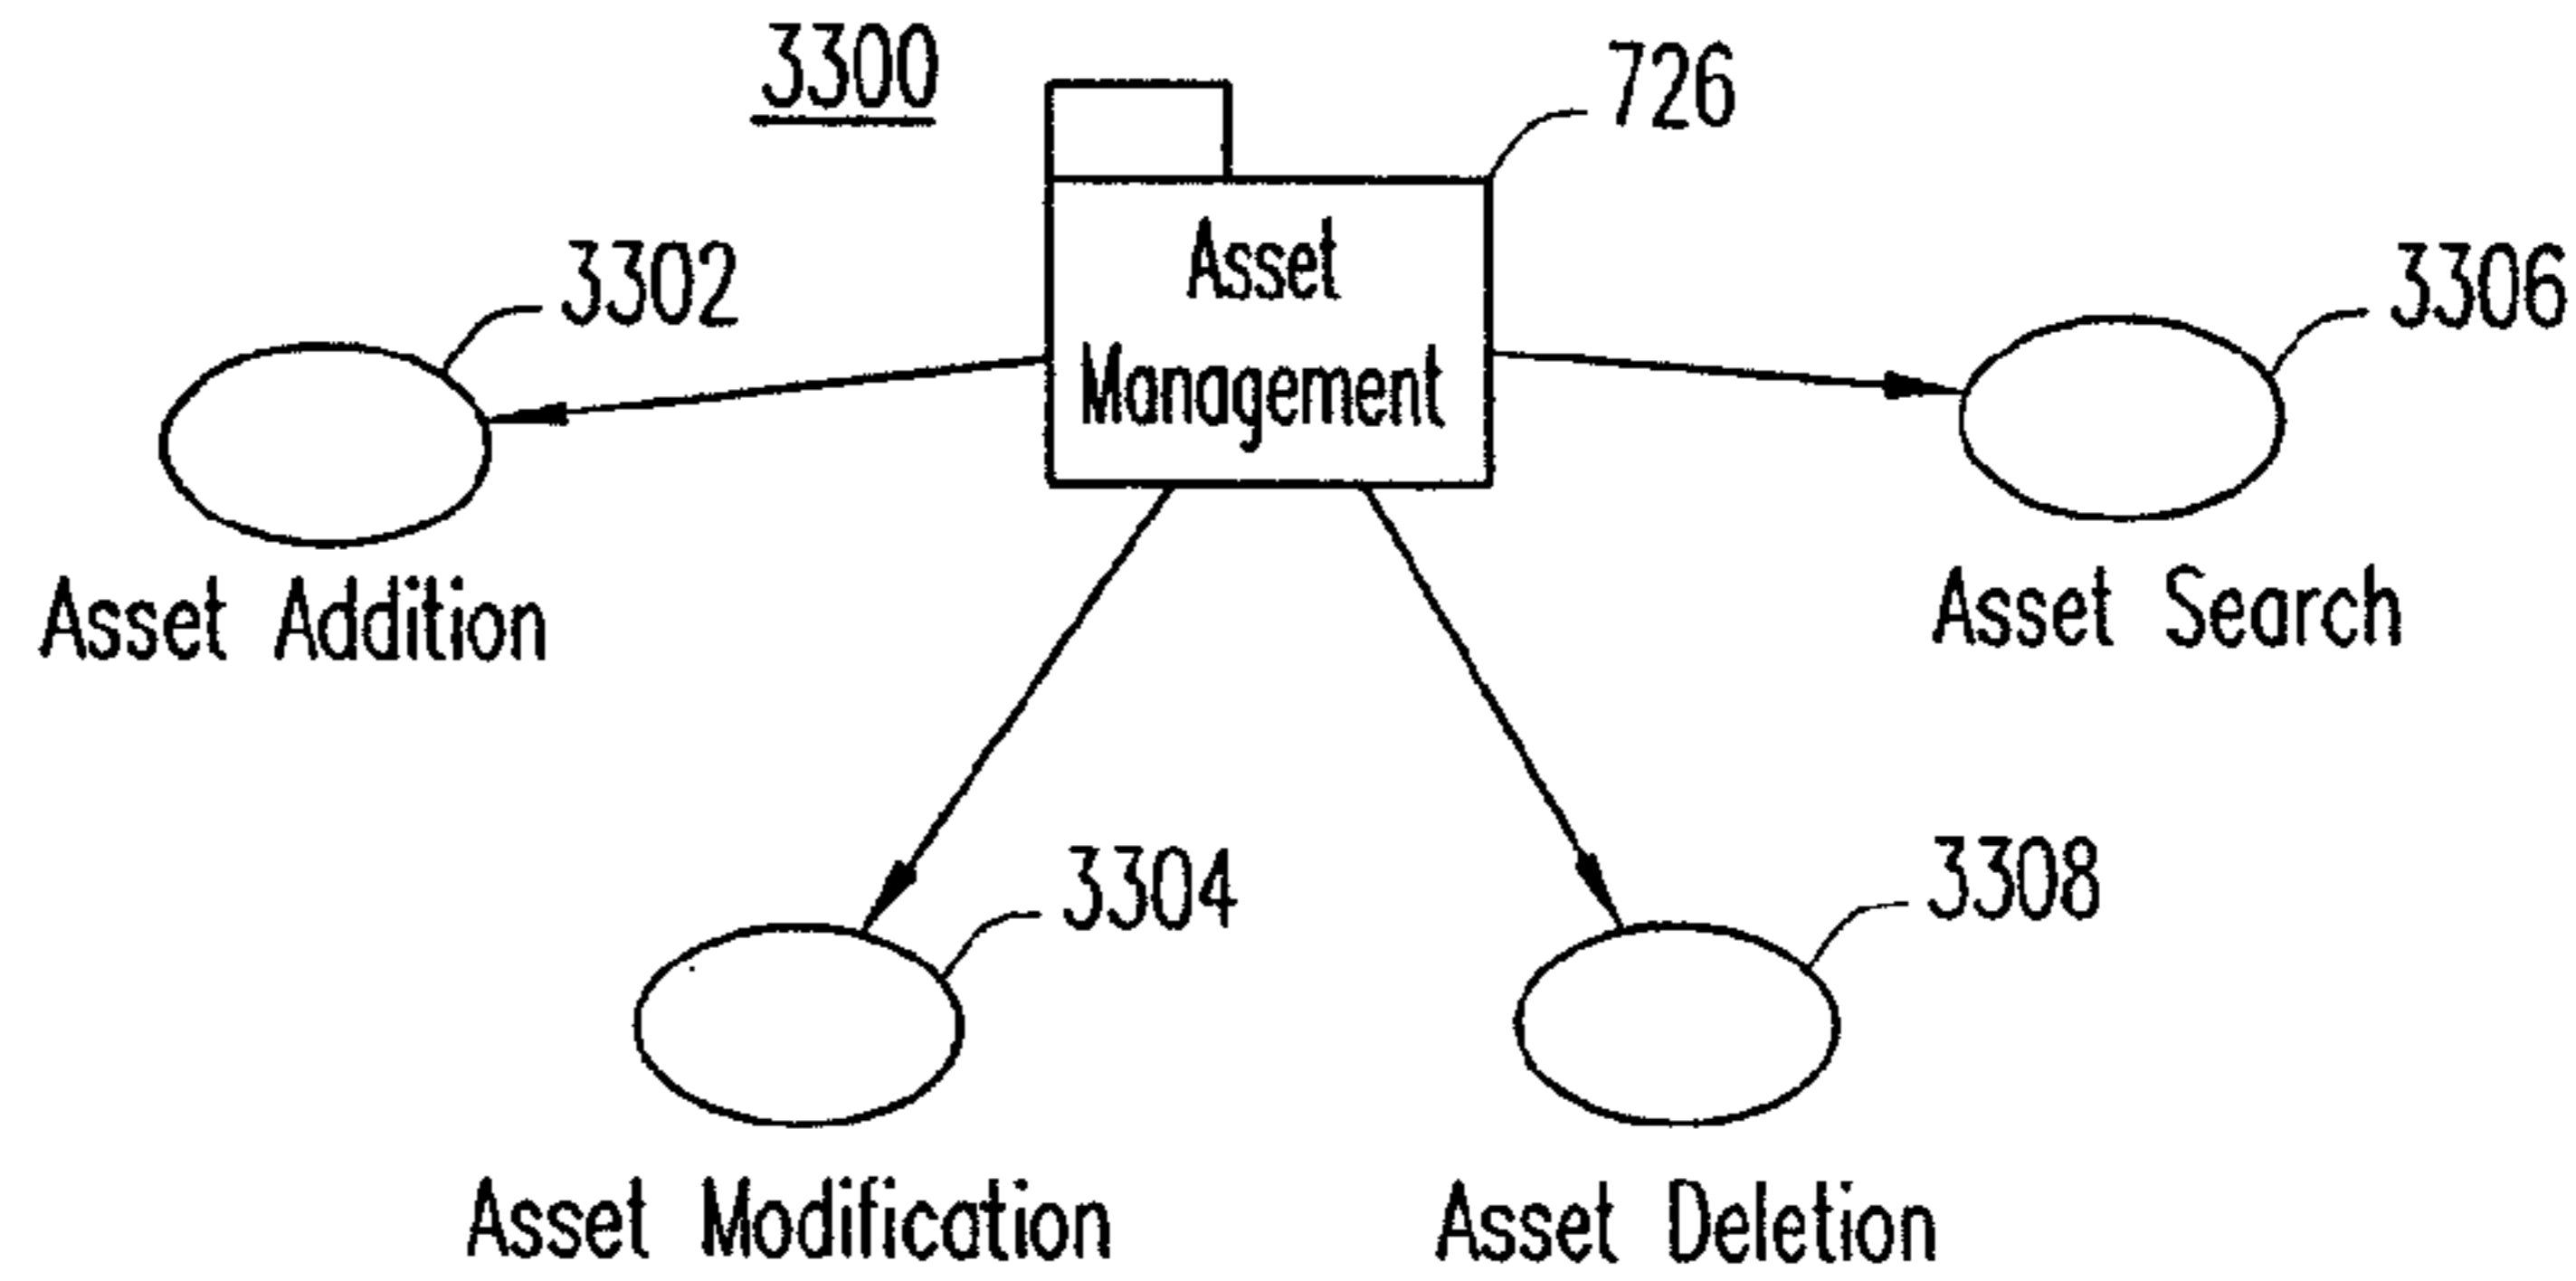 3300
726
Asset
Management
3302
3306
Asset Addition
Asset Search
3304
3308
Asset Modification
Asset Deletion